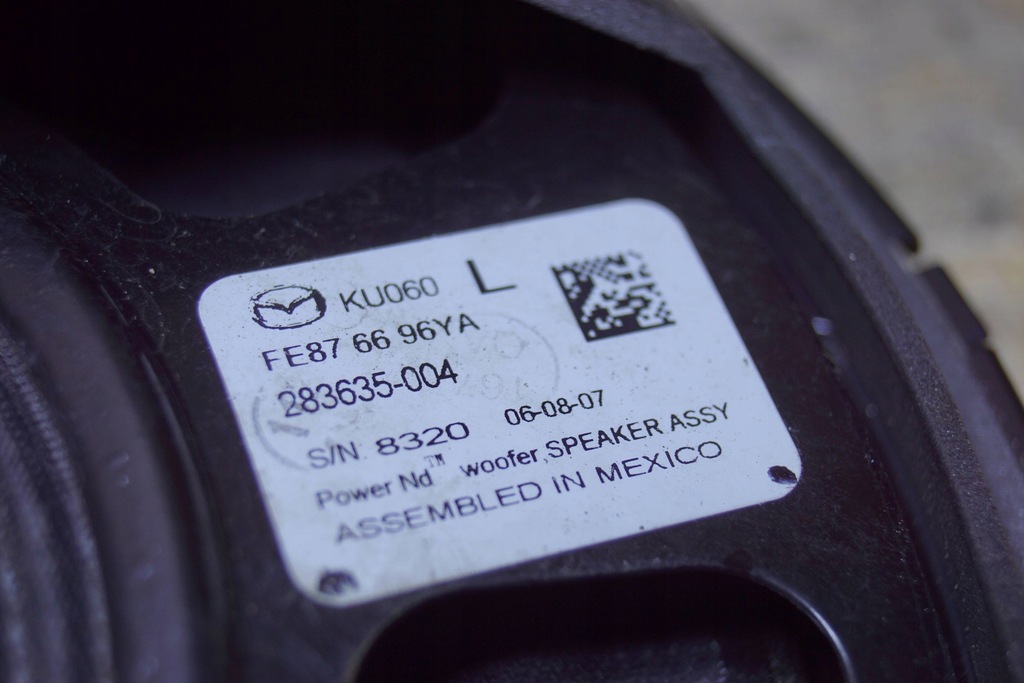 KU060 L
FE87 66 96YA
283635-004
S/N. 8320 06-08-07
Power Nd™ woofer,SPEAKER ASSY
ASSEMBLED IN MEXICO